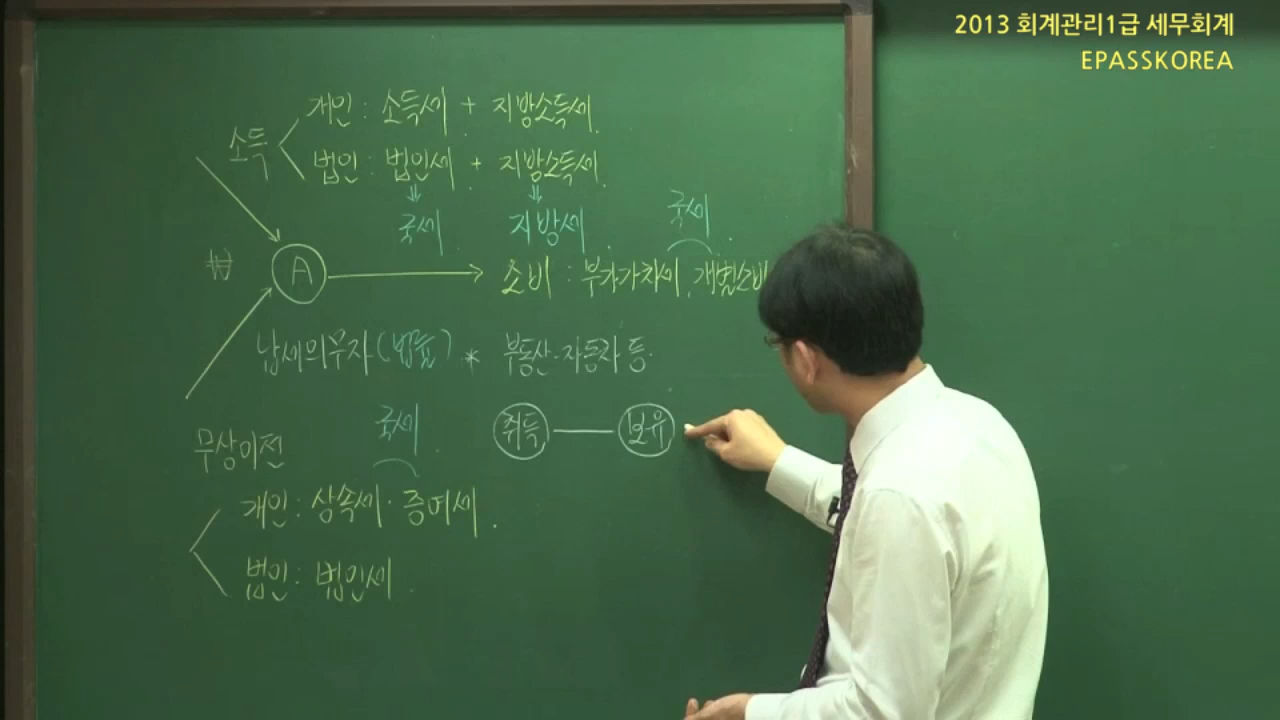 2013 회계관리1급 세무회계
EPASSKOREA
소득
개인 : 소득세 + 지방소득세.
법인 : 법인세 + 지방소득세.
국세
지방세
국세
A
소비 : 부가가치세, 개별소비
납세의무자(법률)
* 부동산·자동차 등
취득
보유
무상이전
국세
개인 : 상속세 · 증여세
법인 : 법인세